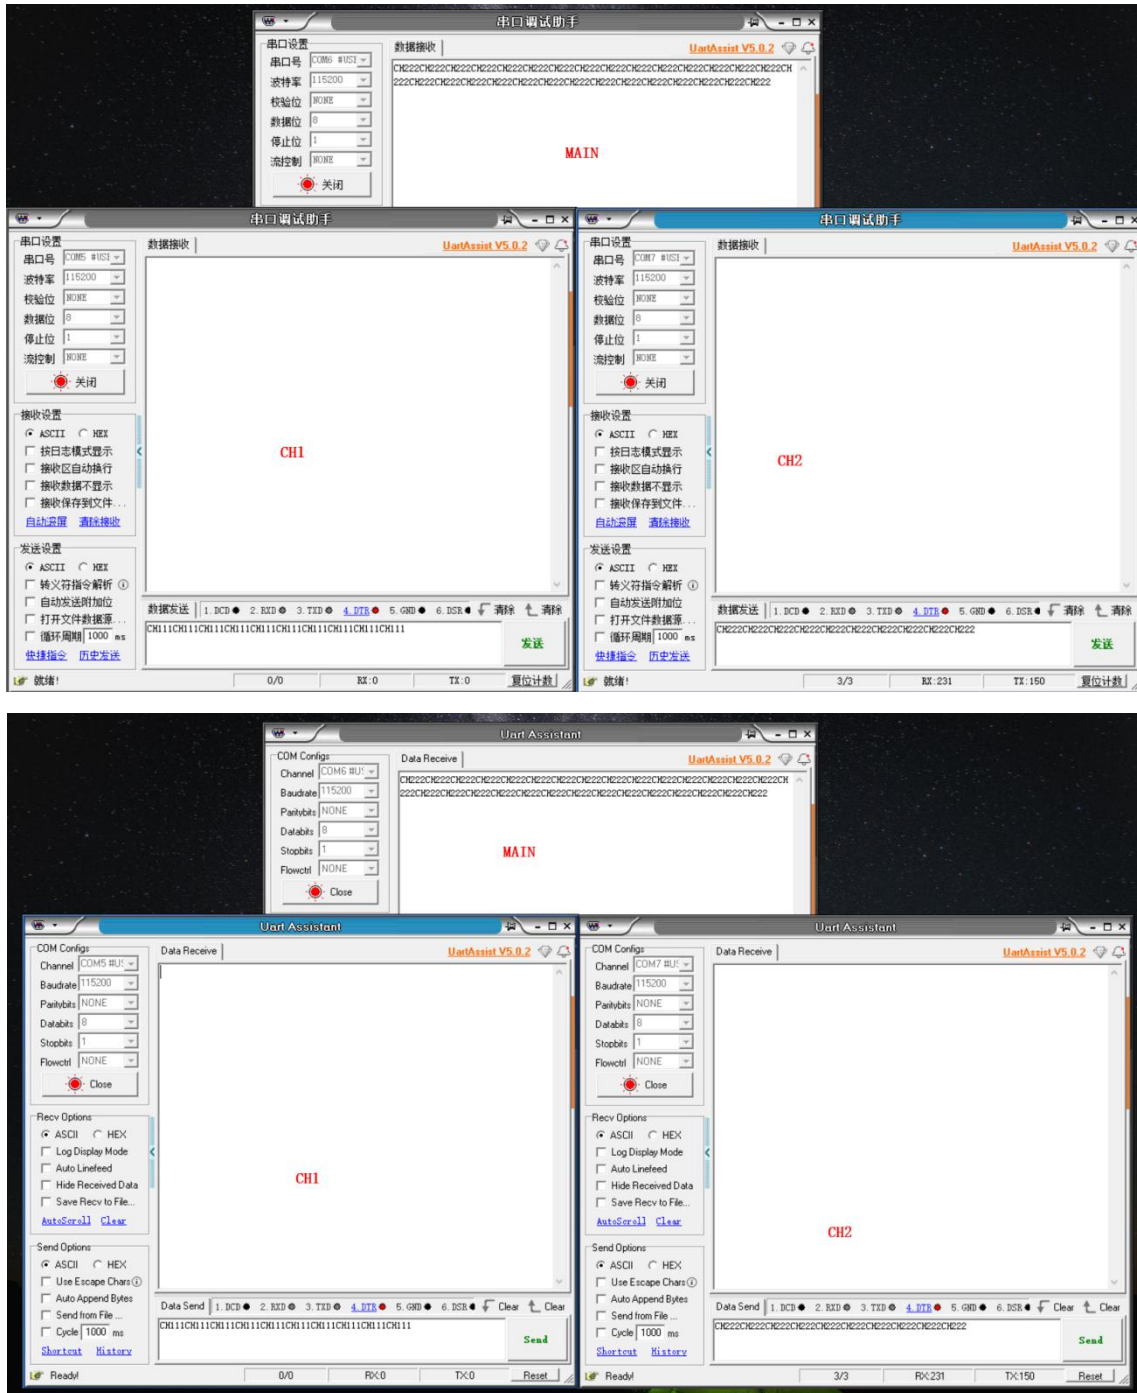 串口调试助手
串口设置
串口号 COM6 #USI
波特率 115200
校验位 NONE
数据位 8
停止位 1
流控制 NONE
关闭
数据接收
UartAssist V5.0.2
CH222CH222CH222CH222CH222CH222CH222CH222CH222CH222CH222CH222CH222CH222CH222CH
222CH222CH222CH222CH222CH222CH222CH222CH222CH222CH222CH222CH222CH222CH222
MAIN
串口调试助手
串口设置
串口号 COM5 #USI
波特率 115200
校验位 NONE
数据位 8
停止位 1
流控制 NONE
关闭
接收设置
ASCII HEX
按日志模式显示
接收区自动换行
接收数据不显示
接收保存到文件...
自动滚屏 清除接收
发送设置
ASCII HEX
转义符指令解析
自动发送附加位
打开文件数据源...
循环周期 1000 ms
快捷指令 历史发送
数据接收
UartAssist V5.0.2
CH1
数据发送 1. DCD 2. RXD 3. TXD 4. DTR 5. GND 6. DSR 清除 清除
CH111CH111CH111CH111CH111CH111CH111CH111CH111CH111
发送
就绪! 0/0 RX:0 TX:0 复位计数
串口调试助手
串口设置
串口号 COM7 #USI
波特率 115200
校验位 NONE
数据位 8
停止位 1
流控制 NONE
关闭
接收设置
ASCII HEX
按日志模式显示
接收区自动换行
接收数据不显示
接收保存到文件...
自动滚屏 清除接收
发送设置
ASCII HEX
转义符指令解析
自动发送附加位
打开文件数据源...
循环周期 1000 ms
快捷指令 历史发送
数据接收
UartAssist V5.0.2
CH2
数据发送 1. DCD 2. RXD 3. TXD 4. DTR 5. GND 6. DSR 清除 清除
CH222CH222CH222CH222CH222CH222CH222CH222CH222CH222
发送
就绪! 3/3 RX:231 TX:150 复位计数
Uart Assistant
COM Configs
Channel COM6 #U
Baudrate 115200
Paritybits NONE
Databits 8
Stopbits 1
Flowctrl NONE
Close
Data Receive
UartAssist V5.0.2
CH222CH222CH222CH222CH222CH222CH222CH222CH222CH222CH222CH222CH222CH222CH222CH
222CH222CH222CH222CH222CH222CH222CH222CH222CH222CH222CH222CH222CH222CH222
MAIN
Uart Assistant
COM Configs
Channel COM5 #U
Baudrate 115200
Paritybits NONE
Databits 8
Stopbits 1
Flowctrl NONE
Close
Recv Options
ASCII HEX
Log Display Mode
Auto Linefeed
Hide Received Data
Save Recv to File...
AutoScroll Clear
Send Options
ASCII HEX
Use Escape Chars
Auto Append Bytes
Send from File ...
Cycle 1000 ms
Shortcut History
Data Receive
UartAssist V5.0.2
CH1
Data Send 1. DCD 2. RXD 3. TXD 4. DTR 5. GND 6. DSR Clear Clear
CH111CH111CH111CH111CH111CH111CH111CH111CH111CH111
Send
Ready! 0/0 RX:0 TX:0 Reset
Uart Assistant
COM Configs
Channel COM7 #U
Baudrate 115200
Paritybits NONE
Databits 8
Stopbits 1
Flowctrl NONE
Close
Recv Options
ASCII HEX
Log Display Mode
Auto Linefeed
Hide Received Data
Save Recv to File...
AutoScroll Clear
Send Options
ASCII HEX
Use Escape Chars
Auto Append Bytes
Send from File ...
Cycle 1000 ms
Shortcut History
Data Receive
UartAssist V5.0.2
CH2
Data Send 1. DCD 2. RXD 3. TXD 4. DTR 5. GND 6. DSR Clear Clear
CH222CH222CH222CH222CH222CH222CH222CH222CH222CH222
Send
Ready! 3/3 RX:231 TX:150 Reset